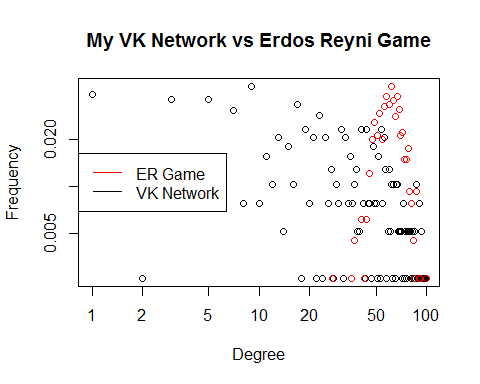 My VK Network vs Erdos Reyni Game
Frequency
0.020
0.005
ER Game
VK Network
1 2 5 10 20 50 100
Degree